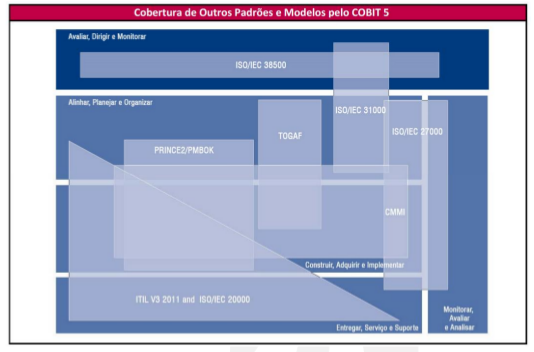 Cobertura de Outros Padrões e Modelos pelo COBIT 5
Avaliar, Dirigir e Monitorar
ISO/IEC 38500
Alinhar, Planejar e Organizar
ISO/IEC 31000
TOGAF
ISO/IEC 27000
PRINCE2/PMBOK
CMMI
Construir, Adquirir e Implementar
ITIL V3 2011 and ISO/IEC 20000
Entregar, Serviço e Suporte
Monitorar,
Avaliar
e Analisar